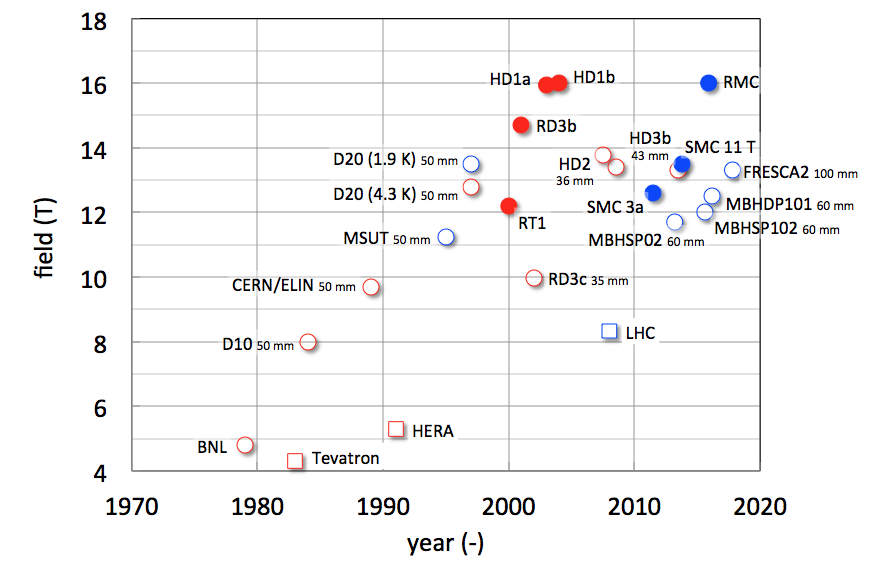 18
16
14
12
10
8
6
4
field (T)
1970
1980
1990
2000
2010
2020
year (-)
HD1a
HD1b
RMC
RD3b
HD3b
43 mm
SMC 11 T
D20 (1.9 K) 50 mm
HD2
36 mm
FRESCA2 100 mm
D20 (4.3 K) 50 mm
SMC 3a
MBHDP101 60 mm
RT1
MBHSP102 60 mm
MSUT 50 mm
MBHSP02 60 mm
CERN/ELIN 50 mm
RD3c 35 mm
D10 50 mm
LHC
HERA
BNL
Tevatron